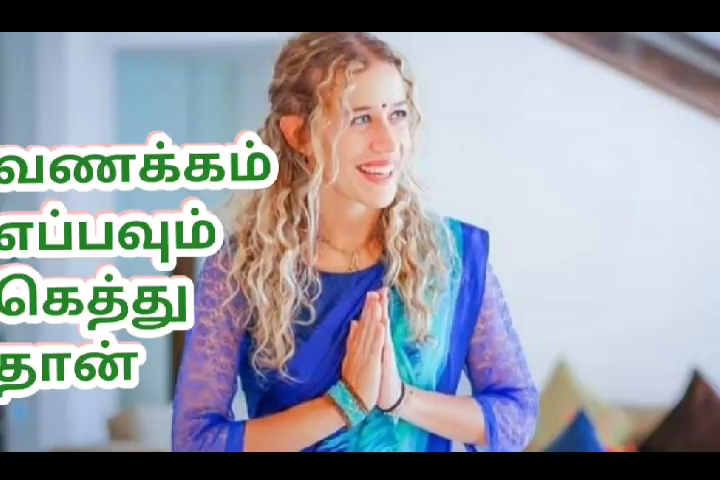 வணக்கம்
எப்பவும்
கெத்து
தான்